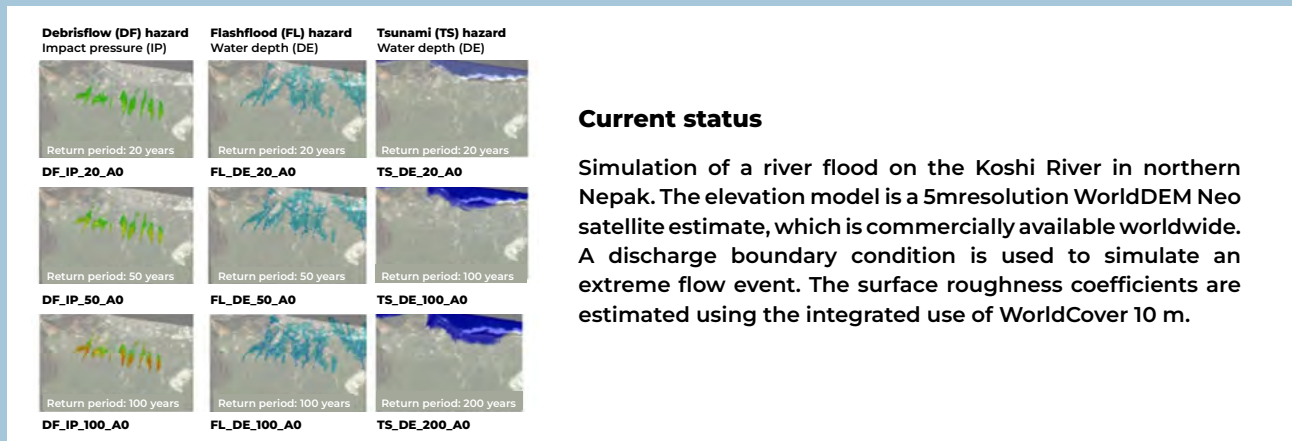 Debrisflow (DF) hazard
Impact pressure (IP)
Flashflood (FL) hazard
Water depth (DE)
Tsunami (TS) hazard
Water depth (DE)
Return period: 20 years
Return period: 20 years
Return period: 20 years
DF_IP_20_A0
FL_DE_20_A0
TS_DE_20_A0
Return period: 50 years
Return period: 50 years
Return period: 100 years
DF_IP_50_A0
FL_DE_50_A0
TS_DE_100_A0
Return period: 100 years
Return period: 100 years
Return period: 200 years
DF_IP_100_A0
FL_DE_100_A0
TS_DE_200_A0
Current status
Simulation of a river flood on the Koshi River in northern
Nepak. The elevation model is a 5mresolution WorldDEM Neo
satellite estimate, which is commercially available worldwide.
A discharge boundary condition is used to simulate an
extreme flow event. The surface roughness coefficients are
estimated using the integrated use of WorldCover 10 m.